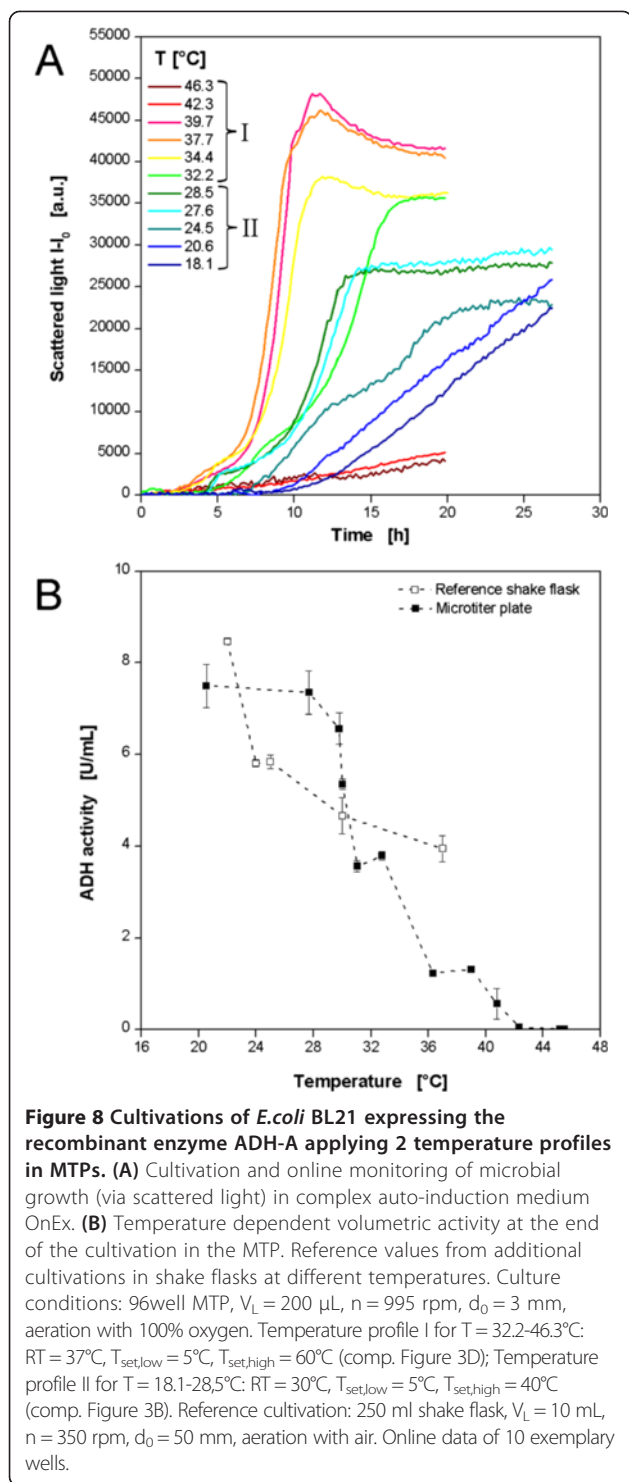 A
T [°C]
46.3
42.3
39.7
37.7
34.4
32.2
28.5
27.6
24.5
20.6
18.1
I
II
55000
50000
45000
40000
35000
30000
25000
20000
15000
10000
5000
0
Scattered light I-I0 [a.u.]
0 5 10 15 20 25 30
Time [h]
B
Reference shake flask
Microtiter plate
10
8
6
4
2
0
ADH activity [U/mL]
16 20 24 28 32 36 40 44 48
Temperature [°C]
Figure 8 Cultivations of E.coli BL21 expressing the
recombinant enzyme ADH-A applying 2 temperature profiles
in MTPs. (A) Cultivation and online monitoring of microbial
growth (via scattered light) in complex auto-induction medium
OnEx. (B) Temperature dependent volumetric activity at the end
of the cultivation in the MTP. Reference values from additional
cultivations in shake flasks at different temperatures. Culture
conditions: 96well MTP, VL = 200 μL, n = 995 rpm, d0 = 3 mm,
aeration with 100% oxygen. Temperature profile I for T = 32.2-46.3°C:
RT = 37°C, Tset,low = 5°C, Tset,high = 60°C (comp. Figure 3D); Temperature
profile II for T = 18.1-28,5°C: RT = 30°C, Tset,low = 5°C, Tset,high = 40°C
(comp. Figure 3B). Reference cultivation: 250 ml shake flask, VL = 10 mL,
n = 350 rpm, d0 = 50 mm, aeration with air. Online data of 10 exemplary
wells.